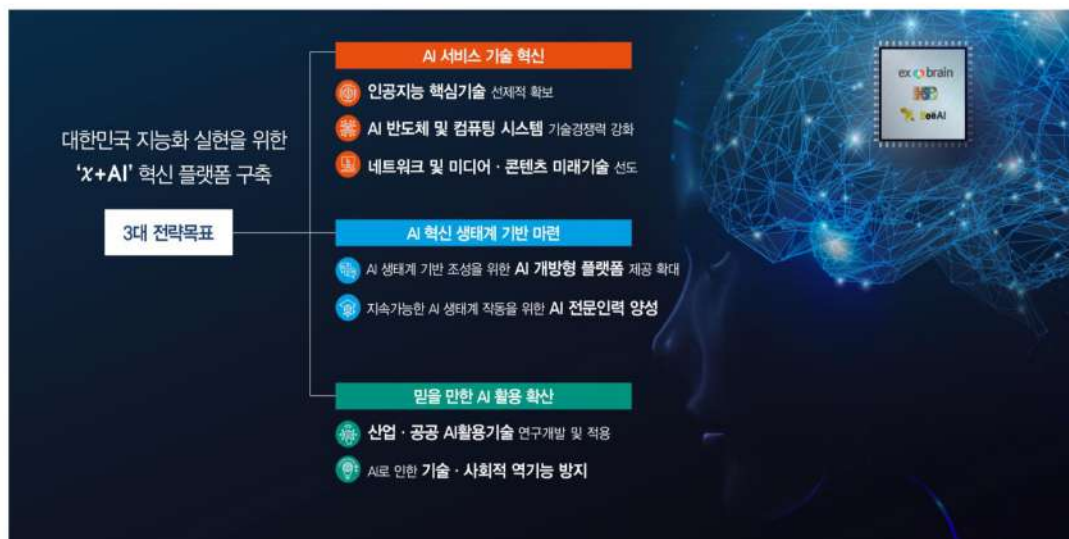 대한민국 지능화 실현을 위한
'χ+AI' 혁신 플랫폼 구축
3대 전략목표
AI 서비스 기술 혁신
인공지능 핵심기술 선제적 확보
AI 반도체 및 컴퓨팅 시스템 기술경쟁력 강화
네트워크 및 미디어 · 콘텐츠 미래기술 선도
AI 혁신 생태계 기반 마련
AI 생태계 기반 조성을 위한 AI 개방형 플랫폼 제공 확대
지속가능한 AI 생태계 작동을 위한 AI 전문인력 양성
믿을 만한 AI 활용 확산
산업 · 공공 AI활용기술 연구개발 및 적용
AI로 인한 기술 · 사회적 역기능 방지
exobrain